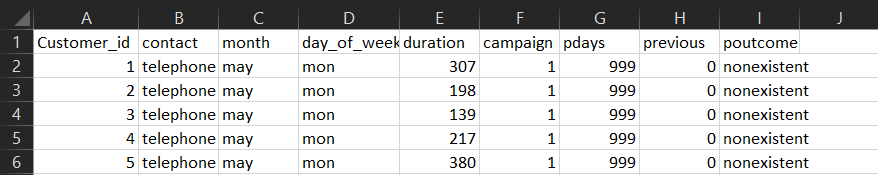 A B C D E F G H I J
1 Customer_id contact month day_of_week duration campaign pdays previous poutcome
2 1 telephone may mon 307 1 999 0 nonexistent
3 2 telephone may mon 198 1 999 0 nonexistent
4 3 telephone may mon 139 1 999 0 nonexistent
5 4 telephone may mon 217 1 999 0 nonexistent
6 5 telephone may mon 380 1 999 0 nonexistent